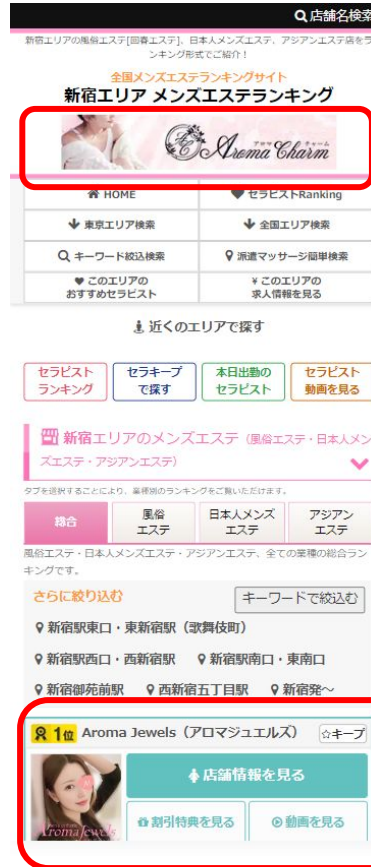 店舗名検索
新宿エリアの風俗エステ[回春エステ]、日本人メンズエステ、アジアンエステ店をラ
ンキング形式でご紹介！
全国メンズエステランキングサイト
新宿エリア メンズエステランキング
アロマ チャーム
Aroma Charm
HOME
セラピストRanking
東京エリア検索
全国エリア検索
キーワード絞込検索
派遣マッサージ簡単検索
♥ このエリアの
おすすめセラピスト
¥ このエリアの
求人情報を見る
近くのエリアで探す
セラピスト
ランキング
セラキープ
で探す
本日出勤の
セラピスト
セラピスト
動画を見る
新宿エリアのメンズエステ（風俗エステ・日本人メン
ズエステ・アジアンエステ）
タブを選択することにより、業種別のランキングをご覧いただけます。
総合
風俗
エステ
日本人メンズ
エステ
アジアン
エステ
風俗エステ・日本人メンズエステ・アジアンエステ、全ての業種の総合ラン
キングです。
さらに絞り込む
キーワードで絞込む
新宿駅東口・東新宿駅（歌舞伎町）
新宿駅西口・西新宿駅
新宿駅南口・東南口
新宿御苑前駅
西新宿五丁目駅
新宿発～
1位 Aroma Jewels（アロマジュエルズ）
☆キープ
店舗情報を見る
Aroma Jewels
割引特典を見る
動画を見る